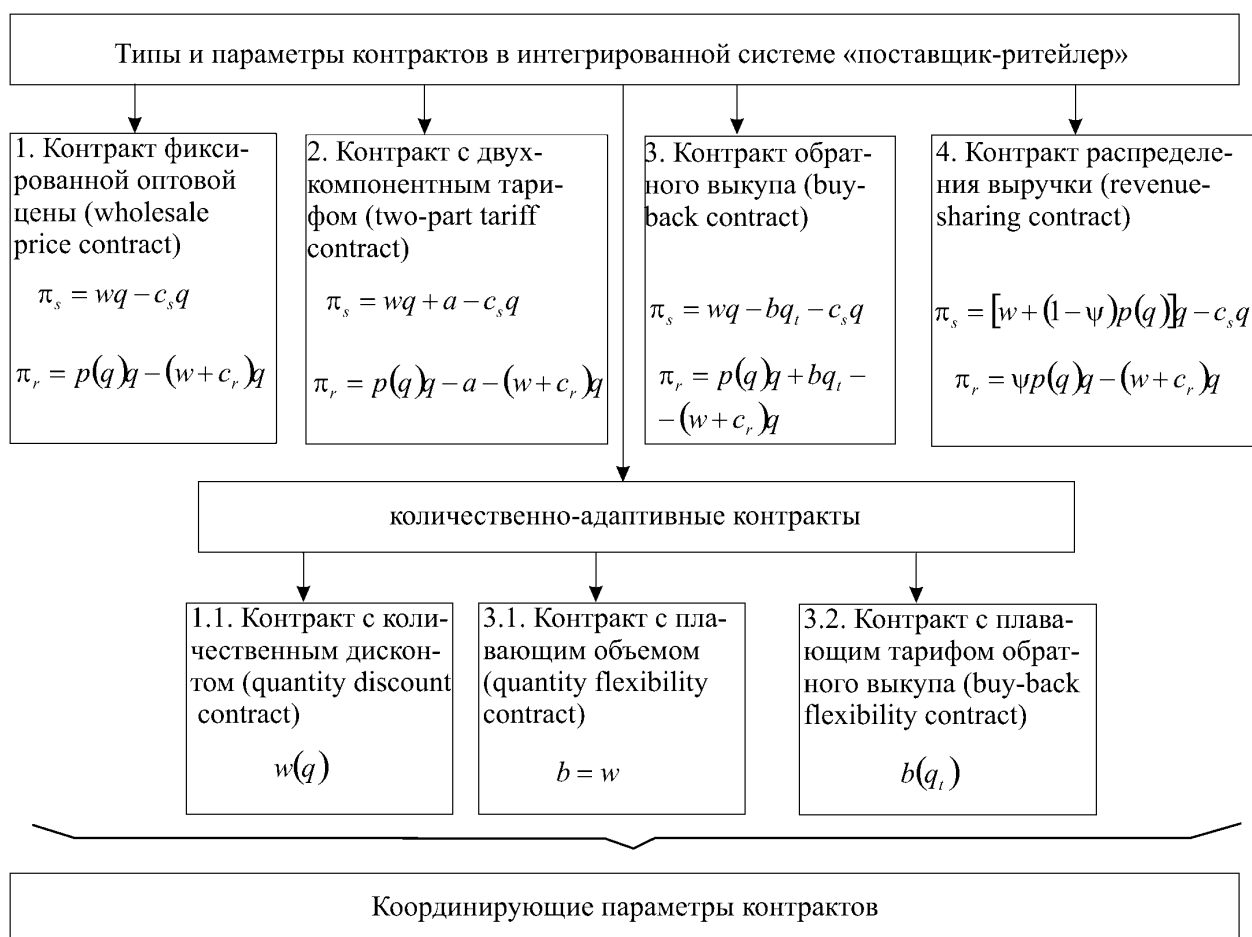 Типы и параметры контрактов в интегрированной системе «поставщик-ритейлер»
1. Контракт фикси-
рованной оптовой
цены (wholesale
price contract)
π_s = wq − c_s q
π_r = p(q)q − (w + c_r)q
2. Контракт с двух-
компонентным тари-
фом (two-part tariff
contract)
π_s = wq + a − c_s q
π_r = p(q)q − a − (w + c_r)q
3. Контракт обрат-
ного выкупа (buy-
back contract)
π_s = wq − bq_t − c_s q
π_r = p(q)q + bq_t −
− (w + c_r)q
4. Контракт распределе-
ния выручки (revenue-
sharing contract)
π_s = [w + (1 − ψ)p(q)]q − c_s q
π_r = ψp(q)q − (w + c_r)q
количественно-адаптивные контракты
1.1. Контракт с коли-
чественным дискон-
том (quantity discount
contract)
w(q)
3.1. Контракт с пла-
вающим объемом
(quantity flexibility
contract)
b = w
3.2. Контракт с плава-
ющим тарифом обрат-
ного выкупа (buy-back
flexibility contract)
b(q_t)
Координирующие параметры контрактов